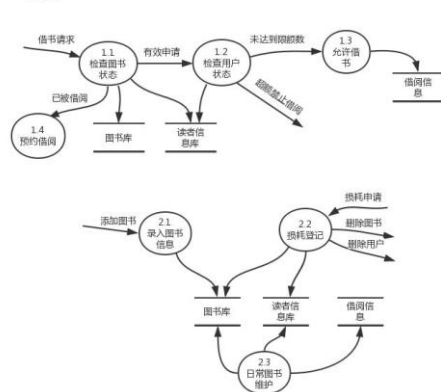 借书请求
1.1
检查图书
状态
有效申请
1.2
检查用户
状态
未达到限额数
1.3
允许借
书
借阅信
息
已被借阅
超额禁止借阅
1.4
预约借阅
图书库
读者信
息库
添加图书
2.1
录入图书
信息
2.2
损耗登记
损耗申请
删除图书
删除用户
图书库
读者信
息库
借阅信
息
2.3
日常图书
维护